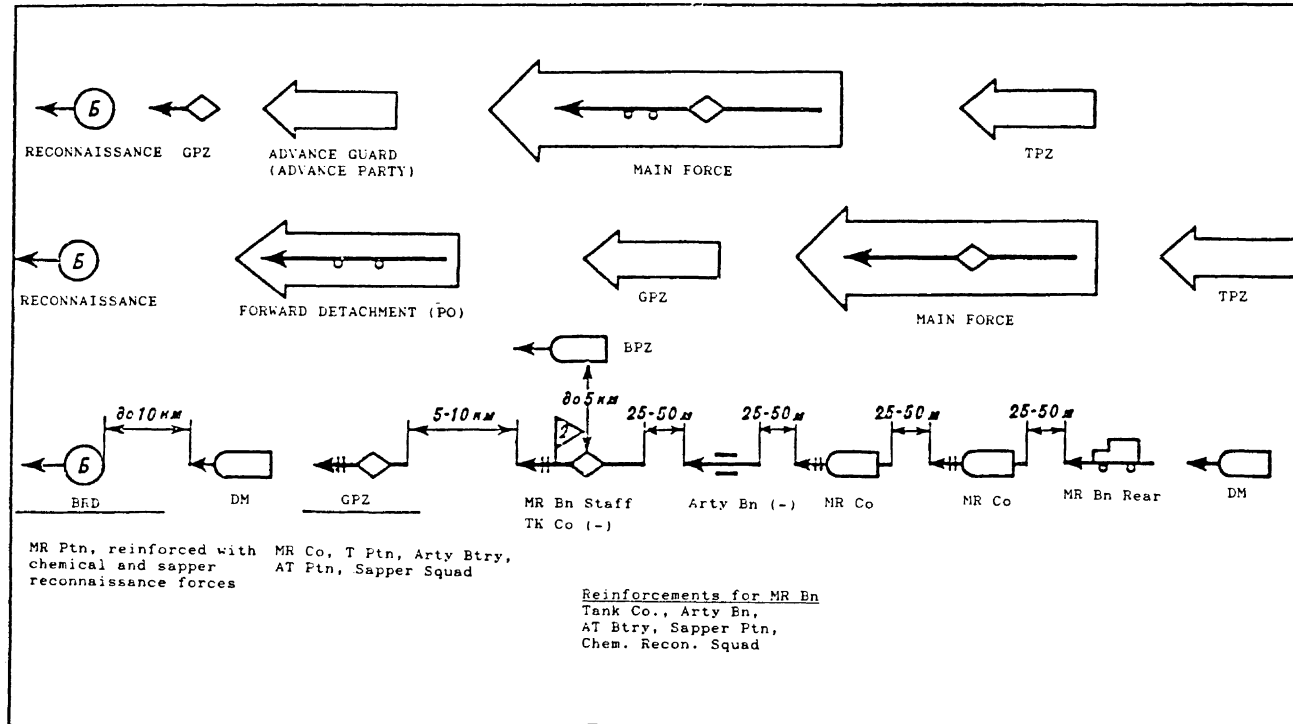 Б Б
RECONNAISSANCE GPZ ADVANCE GUARD
(ADVANCE PARTY) MAIN FORCE TPZ
Б
RECONNAISSANCE FORWARD DETACHMENT (PO) GPZ MAIN FORCE TPZ
BPZ
до 10 км 5-10 км до 5 км 25-50 м 25-50 м 25-50 м 25-50 м
2
Б
BRD DM GPZ MR Bn Staff Arty Bn (-) MR Co MR Co MR Bn Rear DM
TK Co (-)
MR Ptn, reinforced with
chemical and sapper
reconnaissance forces
MR Co, T Ptn, Arty Btry,
AT Ptn, Sapper Squad
Reinforcements for MR Bn
Tank Co., Arty Bn,
AT Btry, Sapper Ptn,
Chem. Recon. Squad